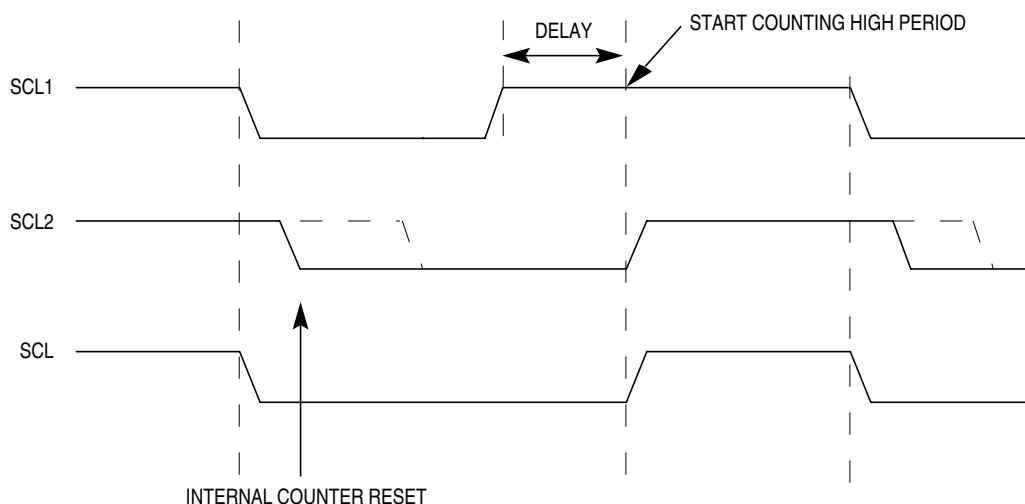 START COUNTING HIGH PERIOD
DELAY
SCL1
SCL2
SCL
INTERNAL COUNTER RESET